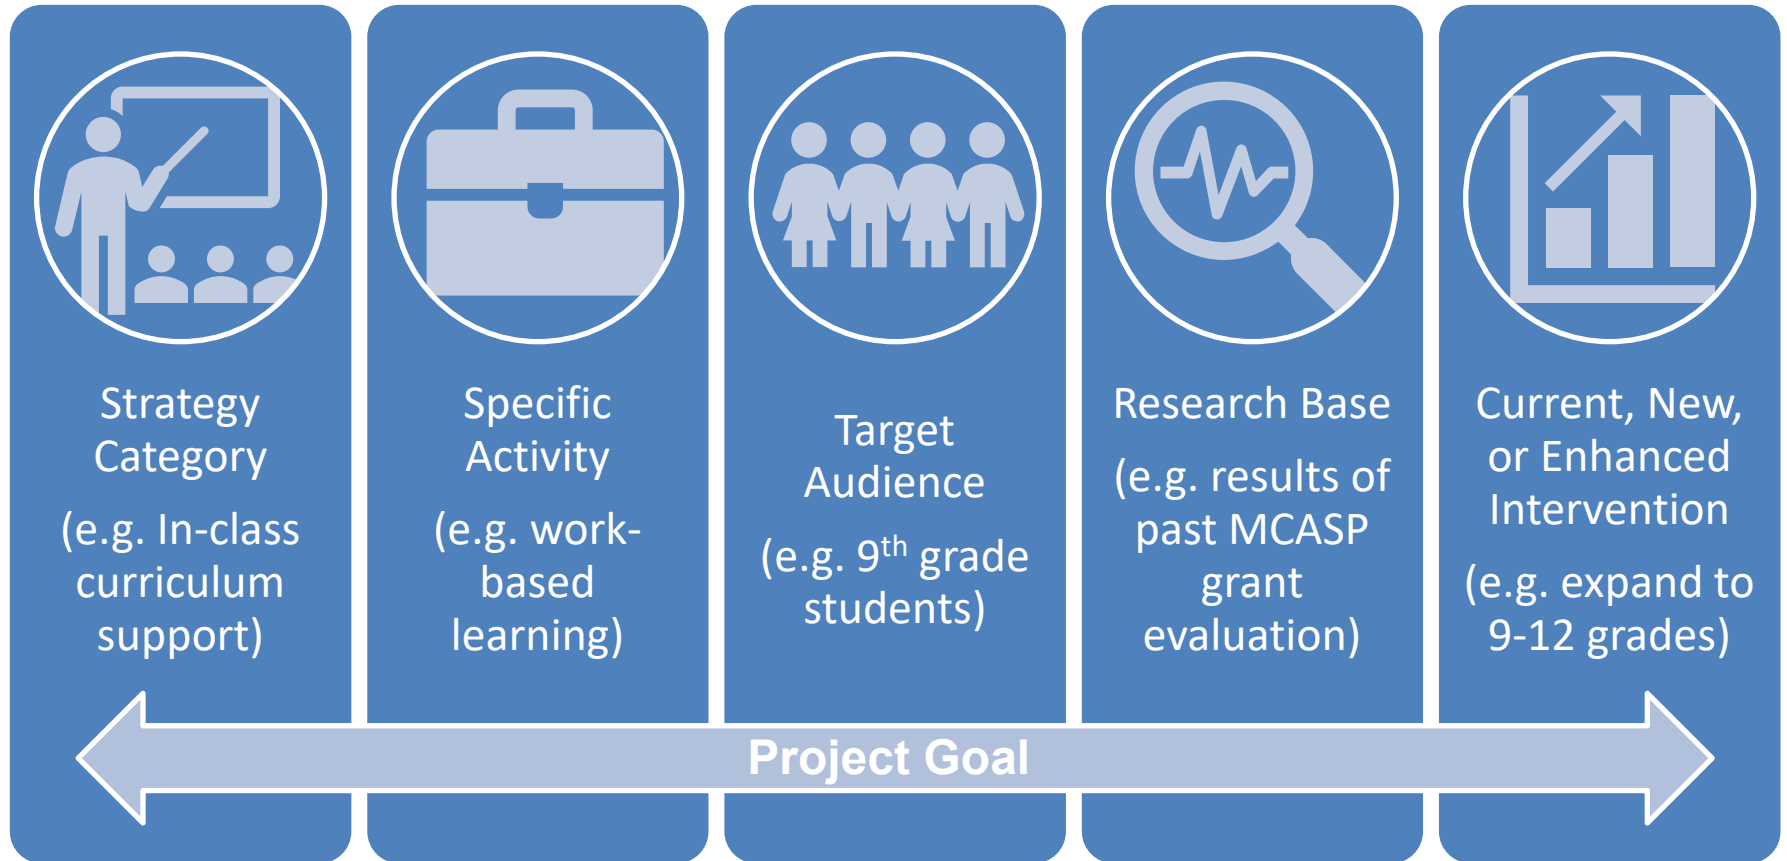 Strategy
Category
(e.g. In-class
curriculum
support)
Specific
Activity
(e.g. work-
based
learning)
Target
Audience
(e.g. 9th grade
students)
Research Base
(e.g. results of
past MCASP
grant
evaluation)
Current, New,
or Enhanced
Intervention
(e.g. expand to
9-12 grades)
Project Goal